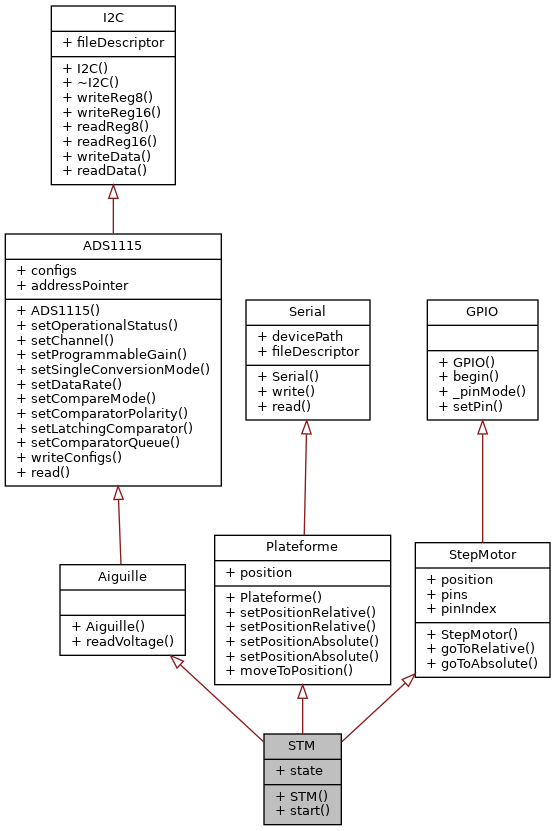 I2C
+ fileDescriptor
+ I2C()
+ ~I2C()
+ writeReg8()
+ writeReg16()
+ readReg8()
+ readReg16()
+ writeData()
+ readData()
ADS1115
+ configs
+ addressPointer
+ ADS1115()
+ setOperationalStatus()
+ setChannel()
+ setProgrammableGain()
+ setSingleConversionMode()
+ setDataRate()
+ setCompareMode()
+ setComparatorPolarity()
+ setLatchingComparator()
+ setComparatorQueue()
+ writeConfigs()
+ read()
Serial
+ devicePath
+ fileDescriptor
+ Serial()
+ write()
+ read()
GPIO
+ GPIO()
+ begin()
+ _pinMode()
+ setPin()
Aiguille
+ Aiguille()
+ readVoltage()
Plateforme
+ position
+ Plateforme()
+ setPositionRelative()
+ setPositionRelative()
+ setPositionAbsolute()
+ setPositionAbsolute()
+ moveToPosition()
StepMotor
+ position
+ pins
+ pinIndex
+ StepMotor()
+ goToRelative()
+ goToAbsolute()
STM
+ state
+ STM()
+ start()